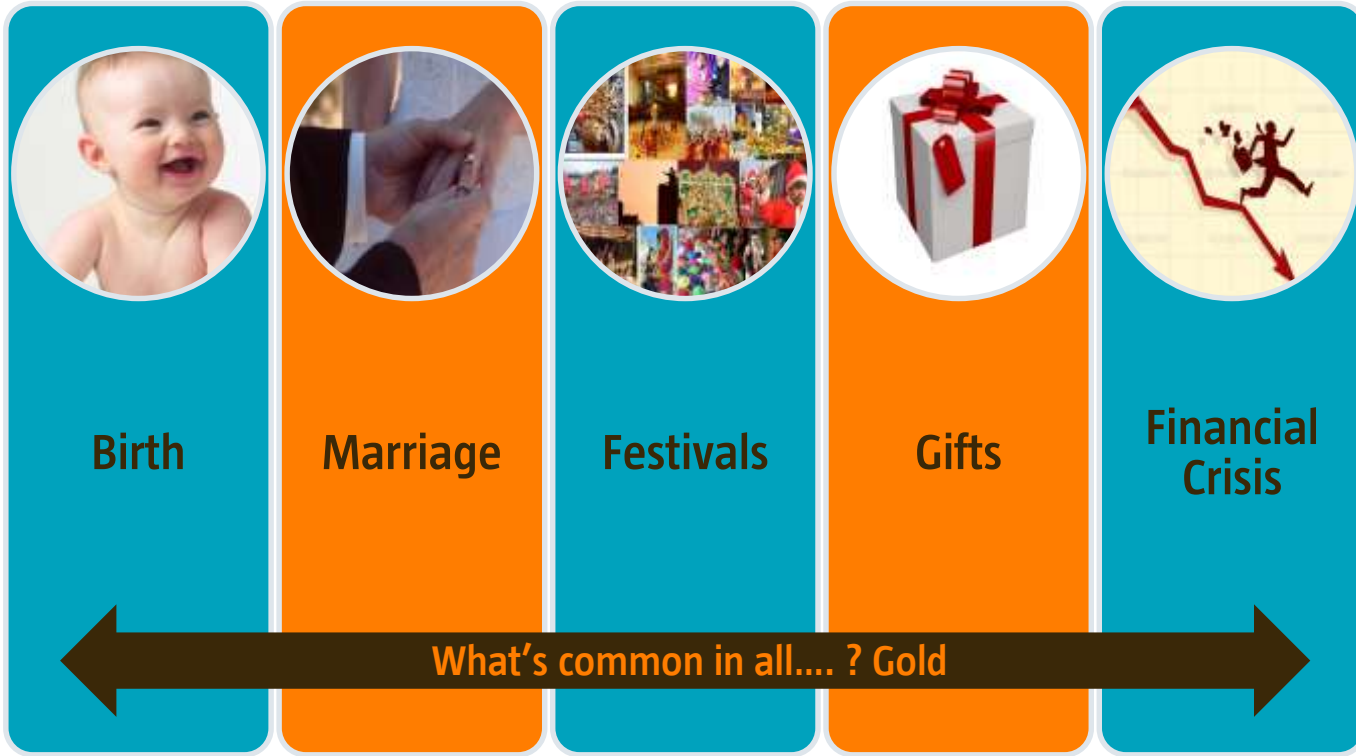 Birth
Marriage
Festivals
Gifts
Financial
Crisis
What's common in all.... ? Gold